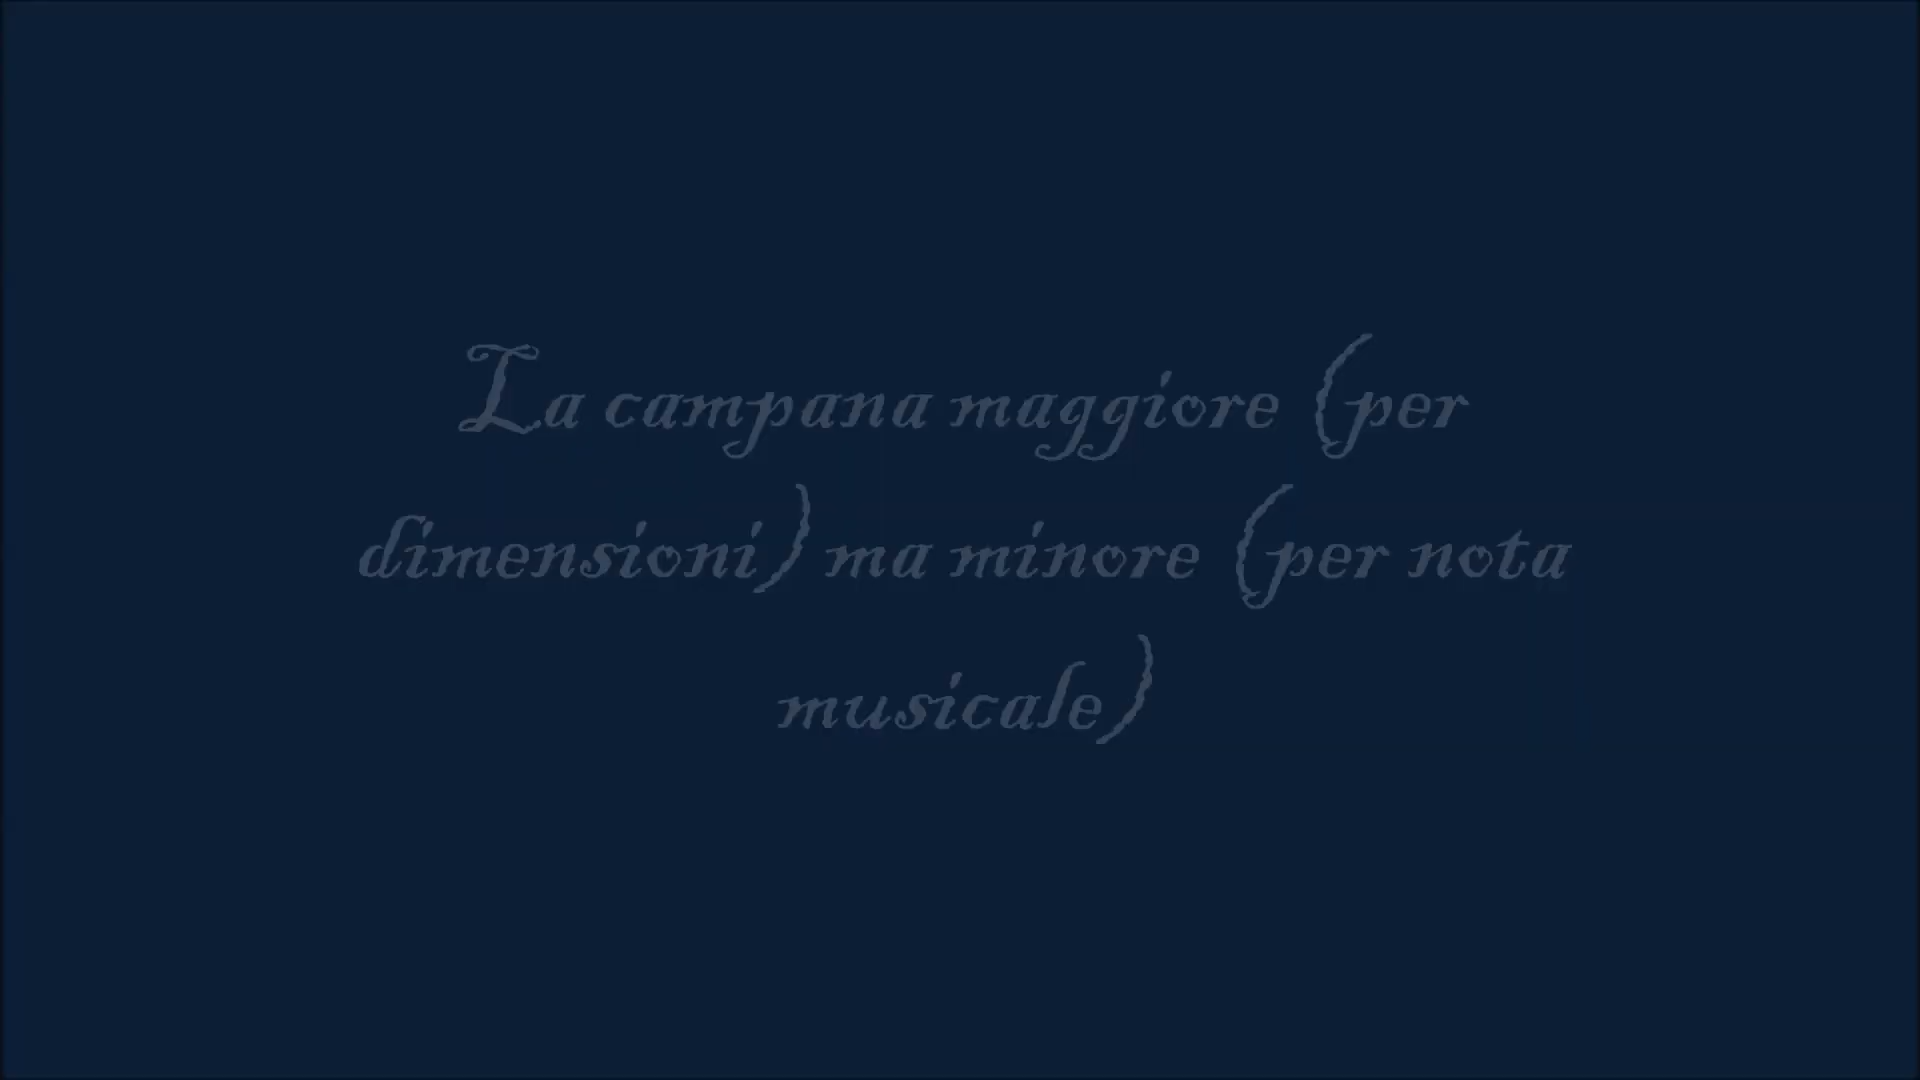 La campana maggiore (per
dimensioni) ma minore (per nota
musicale)